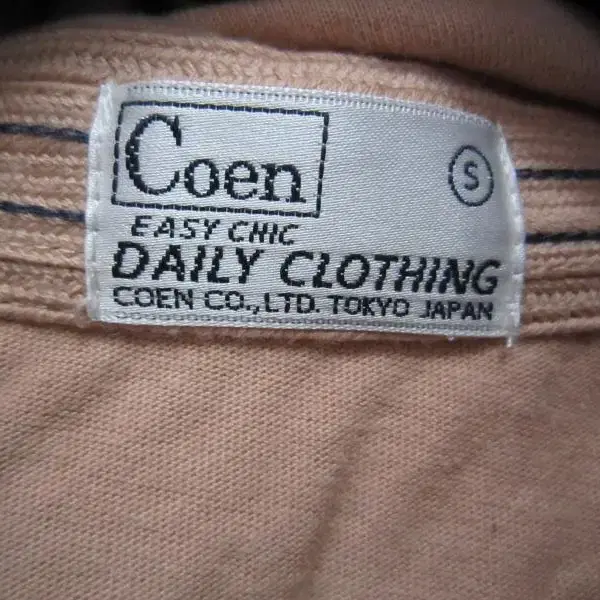 Coen
S
EASY CHIC
DAILY CLOTHING
COEN CO.,LTD. TOKYO JAPAN